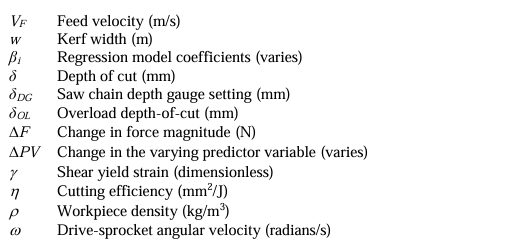 V_F Feed velocity (m/s)
w Kerf width (m)
β_i Regression model coefficients (varies)
δ Depth of cut (mm)
δ_DG Saw chain depth gauge setting (mm)
δ_OL Overload depth-of-cut (mm)
ΔF Change in force magnitude (N)
ΔPV Change in the varying predictor variable (varies)
γ Shear yield strain (dimensionless)
η Cutting efficiency (mm²/J)
ρ Workpiece density (kg/m³)
ω Drive-sprocket angular velocity (radians/s)